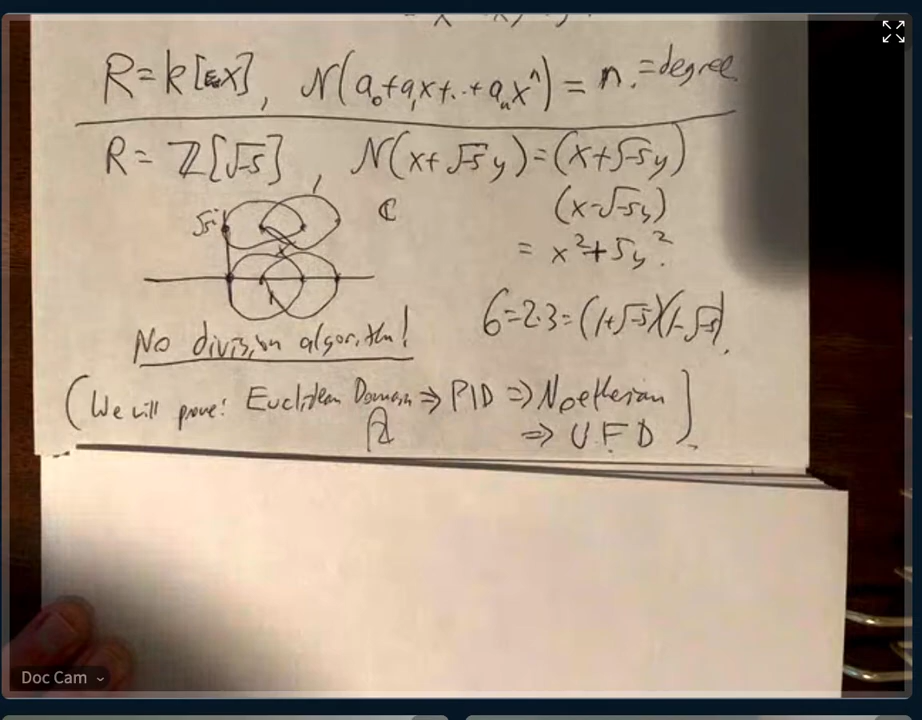 R = k[x], N(a₀+a₁x+..+aₙxⁿ) = n. = degree
R = ℤ[√-5], N(x+√-5y) = (x+√-5y)
(x-√-5y)
= x²+5y².
√5i
ℂ
6=2·3=(1+√-5)(1-√-5).
No division algorithm!
(We will prove: Euclidean Domain ⇒ PID ⇒ Noetherian
R ⇒ U.F.D).
Doc Cam